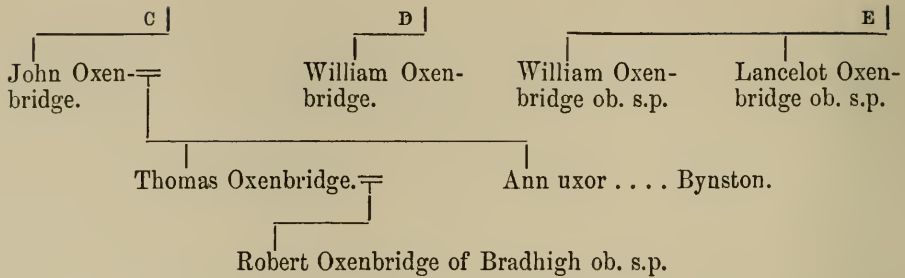 C D E
John Oxen- William Oxen- William Oxen- Lancelot Oxen-
bridge. bridge. bridge ob. s.p. bridge ob. s.p.
Thomas Oxenbridge. Ann uxor . . . . Bynston.
Robert Oxenbridge of Bradhigh ob. s.p.